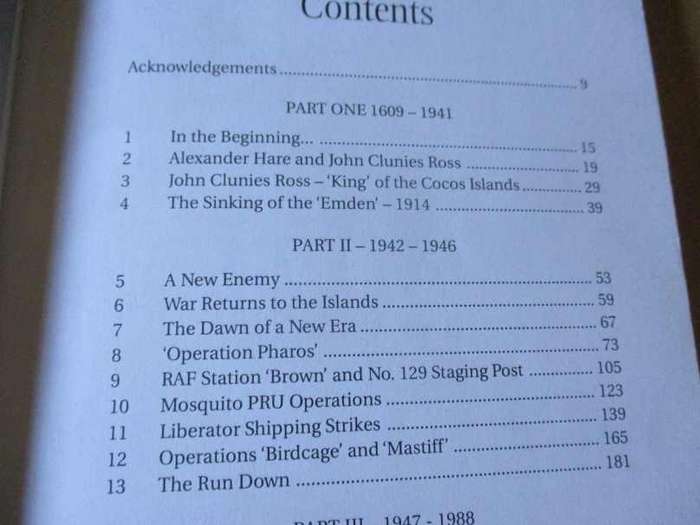 Contents
Acknowledgements 9
PART ONE 1609 – 1941
1 In the Beginning... 15
2 Alexander Hare and John Clunies Ross 19
3 John Clunies Ross – ‘King’ of the Cocos Islands 29
4 The Sinking of the ‘Emden’ – 1914 39
PART II – 1942 – 1946
5 A New Enemy 53
6 War Returns to the Islands 59
7 The Dawn of a New Era 67
8 ‘Operation Pharos’ 73
9 RAF Station ‘Brown’ and No. 129 Staging Post 105
10 Mosquito PRU Operations 123
11 Liberator Shipping Strikes 139
12 Operations ‘Birdcage’ and ‘Mastiff’ 165
13 The Run Down 181
PART III – 1947 - 1988